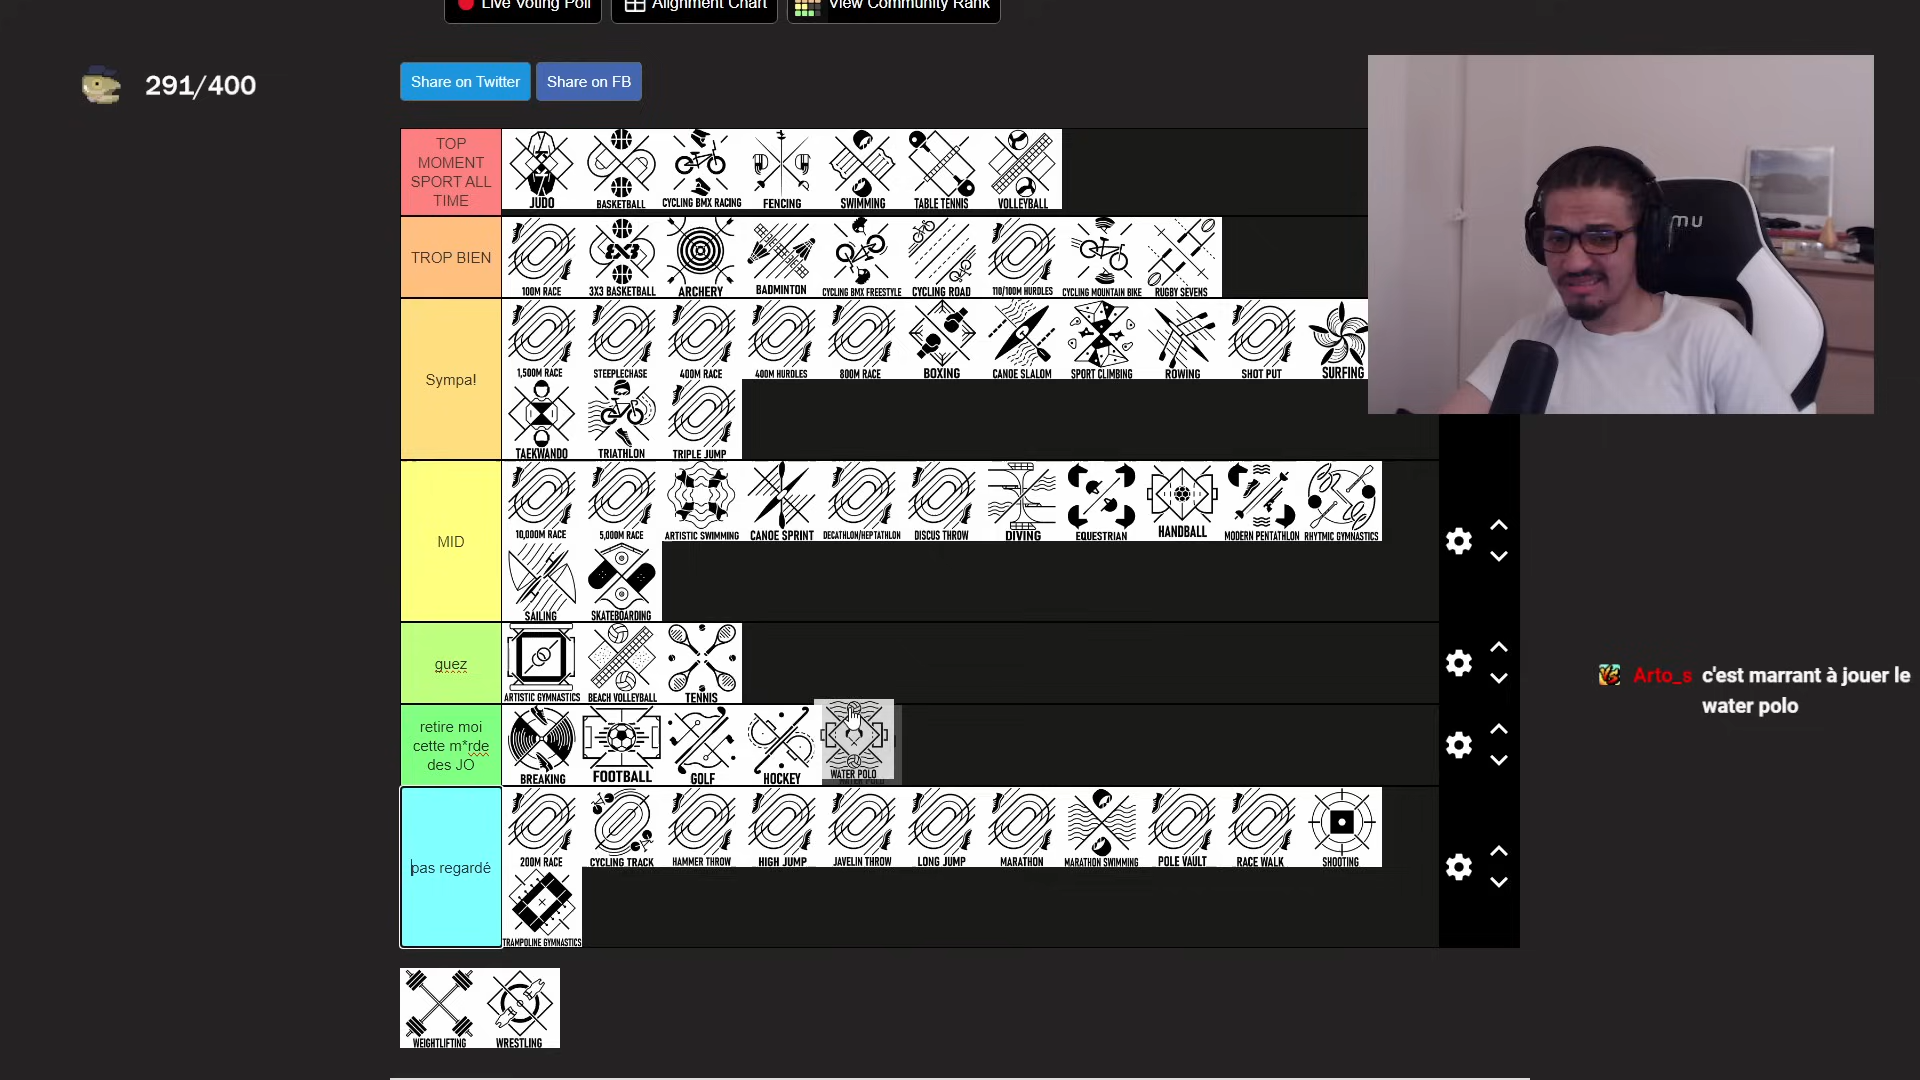 Live Voting Poll
Alignment Chart
View Community Rank
291/400
Share on Twitter
Share on FB
TOP
MOMENT
SPORT ALL
TIME
JUDO
BASKETBALL
CYCLING BMX RACING
FENCING
SWIMMING
TABLE TENNIS
VOLLEYBALL
TROP BIEN
100M RACE
3X3
3X3 BASKETBALL
ARCHERY
BADMINTON
CYCLING BMX FREESTYLE
CYCLING ROAD
110/100M HURDLES
CYCLING MOUNTAIN BIKE
RUGBY SEVENS
Sympa!
1,500M RACE
STEEPLECHASE
400M RACE
400M HURDLES
800M RACE
BOXING
CANOE SLALOM
SPORT CLIMBING
ROWING
SHOT PUT
SURFING
TAEKWANDO
TRIATHLON
TRIPLE JUMP
MID
10,000M RACE
5,000M RACE
ARTISTIC SWIMMING
CANOE SPRINT
DECATHLON/HEPTATHLON
DISCUS THROW
DIVING
EQUESTRIAN
HANDBALL
MODERN PENTATHLON
RHYTMIC GYMNASTICS
SAILING
SKATEBOARDING
guez
ARTISTIC GYMNASTICS
BEACH VOLLEYBALL
TENNIS
retire moi
cette m*rde
des JO
BREAKING
FOOTBALL
GOLF
HOCKEY
WATER POLO
pas regardé
200M RACE
CYCLING TRACK
HAMMER THROW
HIGH JUMP
JAVELIN THROW
LONG JUMP
MARATHON
MARATHON SWIMMING
POLE VAULT
RACE WALK
SHOOTING
TRAMPOLINE GYMNASTICS
WEIGHTLIFTING
WRESTLING
Arto_s c'est marrant à jouer le
water polo